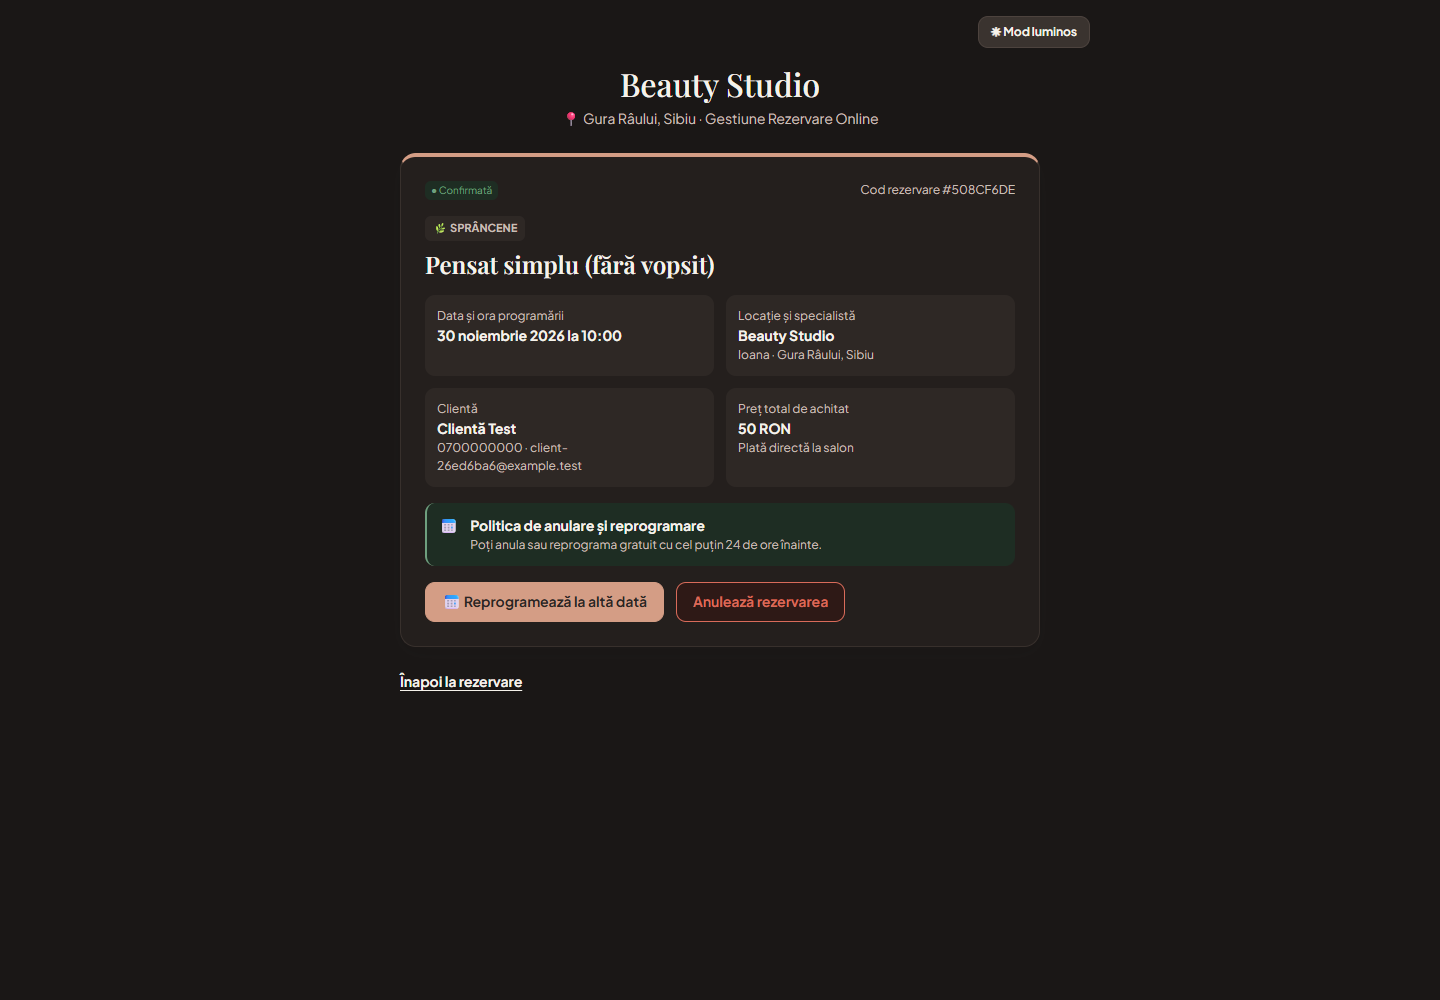 Mod luminos
Beauty Studio
Gura Râului, Sibiu · Gestiune Rezervare Online
Confirmată
Cod rezervare #508CF6DE
SPRÂNCENE
Pensat simplu (fără vopsit)
Data și ora programării
30 noiembrie 2026 la 10:00
Locație și specialistă
Beauty Studio
Ioana · Gura Râului, Sibiu
Clientă
Clientă Test
0700000000 · client-
26ed6ba6@example.test
Preț total de achitat
50 RON
Plată directă la salon
Politica de anulare și reprogramare
Poți anula sau reprograma gratuit cu cel puțin 24 de ore înainte.
Reprogramează la altă dată
Anulează rezervarea
Înapoi la rezervare